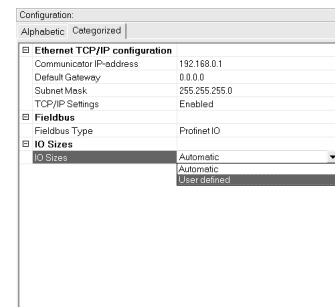 Configuration:
Alphabetic Categorized
Ethernet TCP/IP configuration
Communicator IP-address 192.168.0.1
Default Gateway 0.0.0.0
Subnet Mask 255.255.255.0
TCP/IP Settings Enabled
Fieldbus
Fieldbus Type Profinet IO
IO Sizes
IO Sizes Automatic
Automatic
User defined